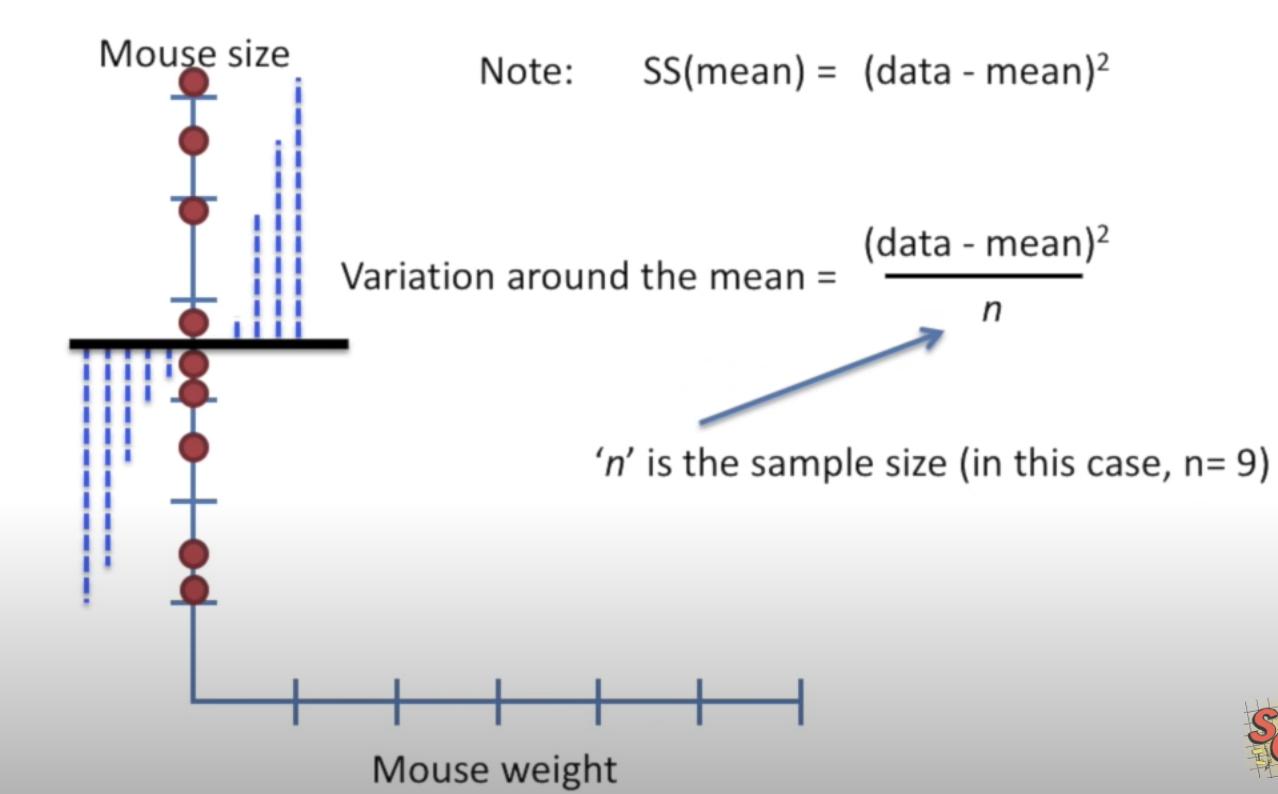 Mouse size
Note: SS(mean) = (data - mean)²
Variation around the mean = (data - mean)²
n
‘n’ is the sample size (in this case, n= 9)
Mouse weight